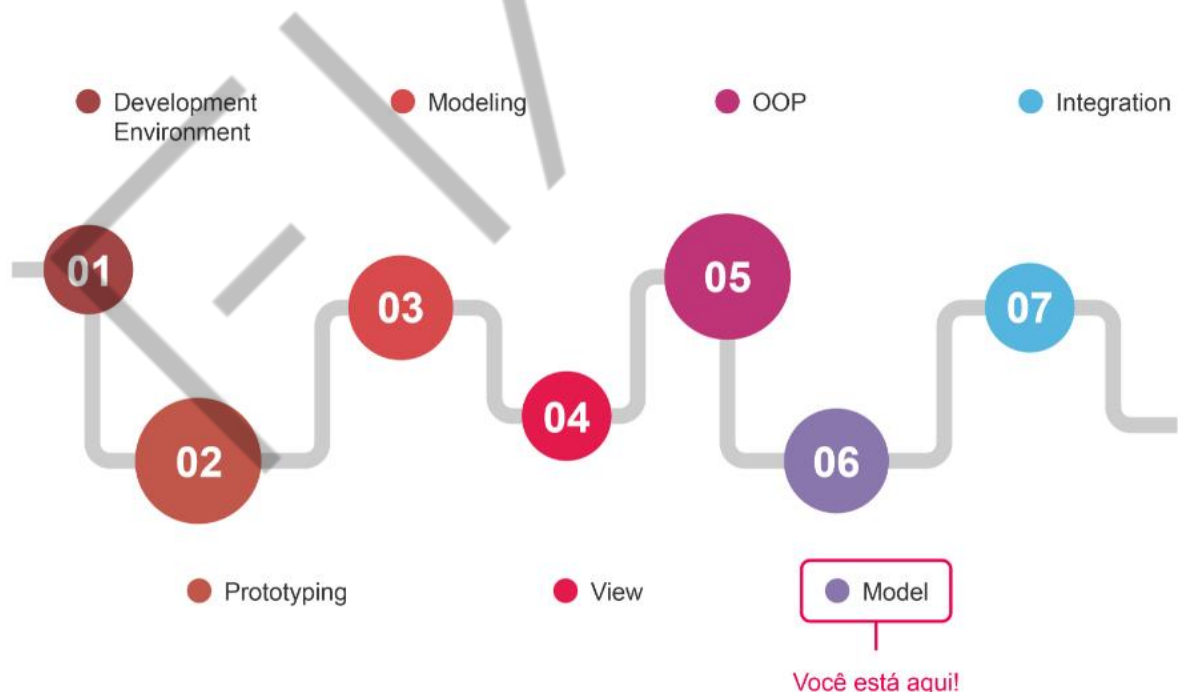 Development
Environment
Modeling
OOP
Integration
01
02
03
04
05
06
07
Prototyping
View
Model
Você está aqui!